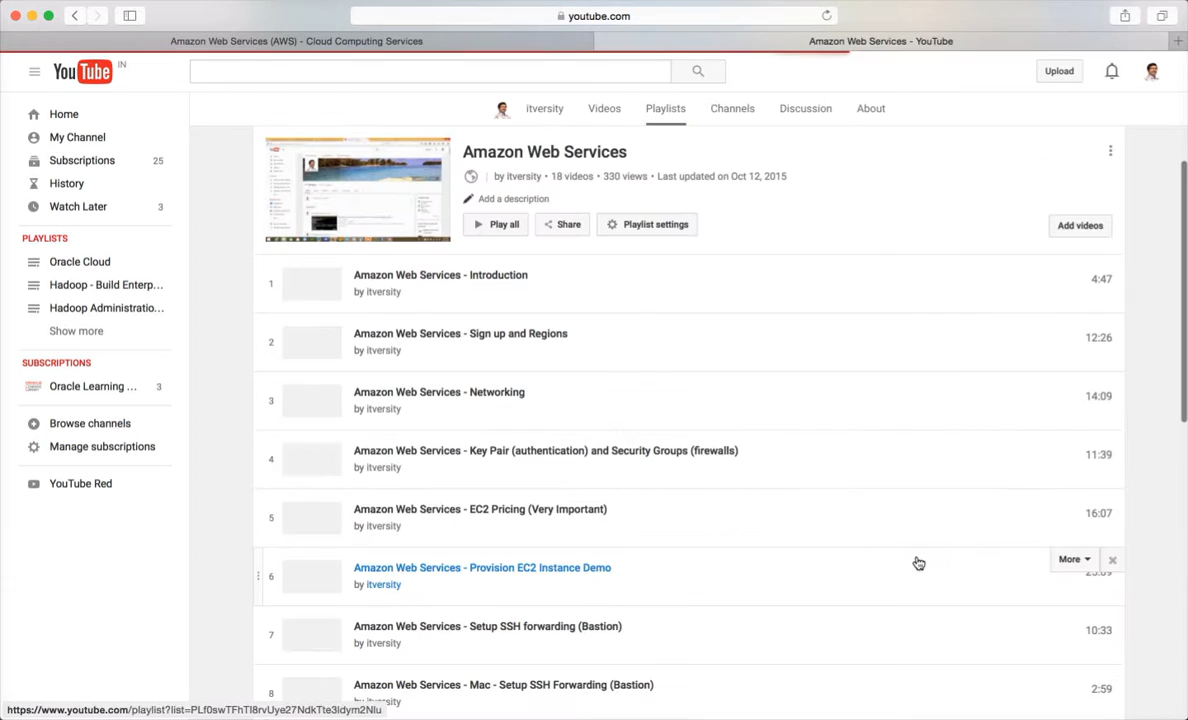 youtube.com
Amazon Web Services (AWS) - Cloud Computing Services
Amazon Web Services - YouTube
YouTube IN
Upload
Home
My Channel
Subscriptions 25
History
Watch Later 3
PLAYLISTS
Oracle Cloud
Hadoop - Build Enterp...
Hadoop Administratio...
Show more
SUBSCRIPTIONS
Oracle Learning ... 3
Browse channels
Manage subscriptions
YouTube Red
itversity Videos Playlists Channels Discussion About
Amazon Web Services
by itversity • 18 videos • 330 views • Last updated on Oct 12, 2015
Add a description
Play all Share Playlist settings Add videos
1 Amazon Web Services - Introduction 4:47
by itversity
2 Amazon Web Services - Sign up and Regions 12:26
by itversity
3 Amazon Web Services - Networking 14:09
by itversity
4 Amazon Web Services - Key Pair (authentication) and Security Groups (firewalls) 11:39
by itversity
5 Amazon Web Services - EC2 Pricing (Very Important) 16:07
by itversity
6 Amazon Web Services - Provision EC2 Instance Demo More
by itversity
7 Amazon Web Services - Setup SSH forwarding (Bastion) 10:33
by itversity
8 Amazon Web Services - Mac - Setup SSH Forwarding (Bastion) 2:59
by itversity